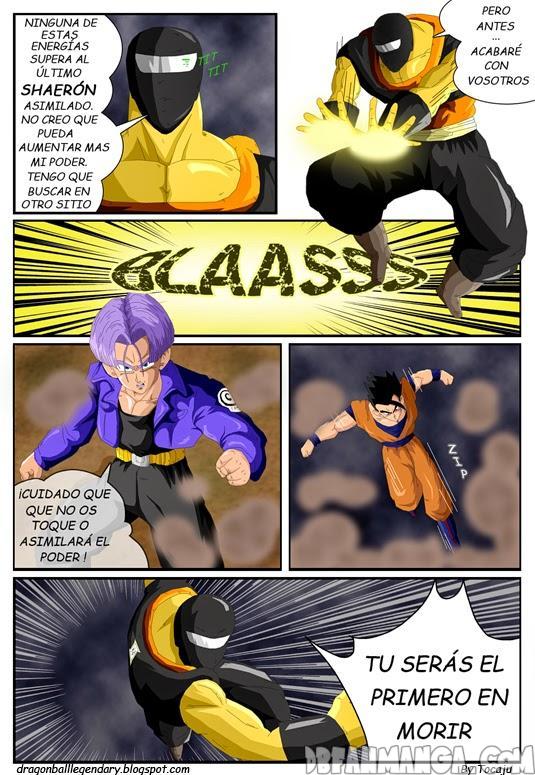 NINGUNA DE
ESTAS
ENERGÍAS
SUPERA AL
ÚLTIMO
SHAERÓN
ASIMILADO.
NO CREO QUE
PUEDA
AUMENTAR MAS
MI PODER.
TENGO QUE
BUSCAR EN
OTRO SITIO
TIT
TIT
PERO
ANTES
...
ACABARÉ
CON
VOSOTROS
BLAASSS
¡CUIDADO QUE
QUE NO OS
TOQUE O
ASIMILARÁ EL
PODER !
ZIP
TU SERÁS EL
PRIMERO EN
MORIR
DBFANMANGA.COM
dragonballlegendary.blogspot.com
By Tocaju